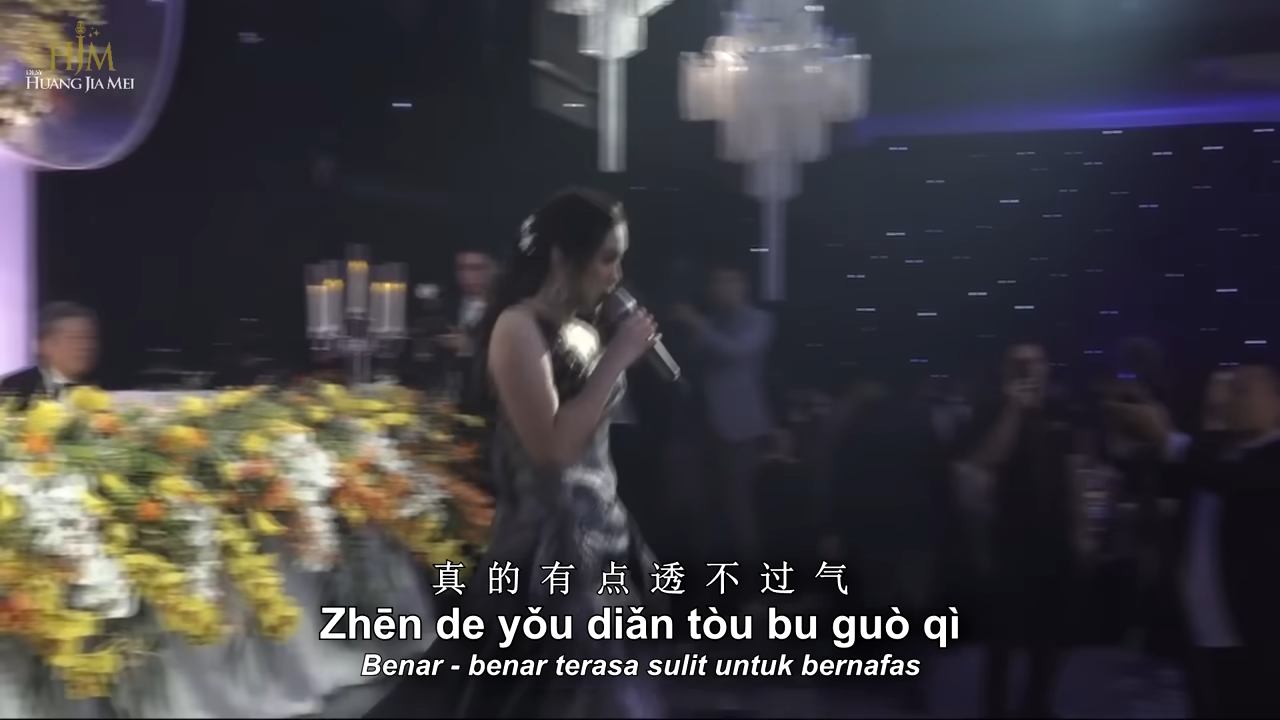 HJM
DESY
HUANG JIA MEI
真的有点透不过气
Zhēn de yǒu diǎn tòu bu guò qì
Benar - benar terasa sulit untuk bernafas